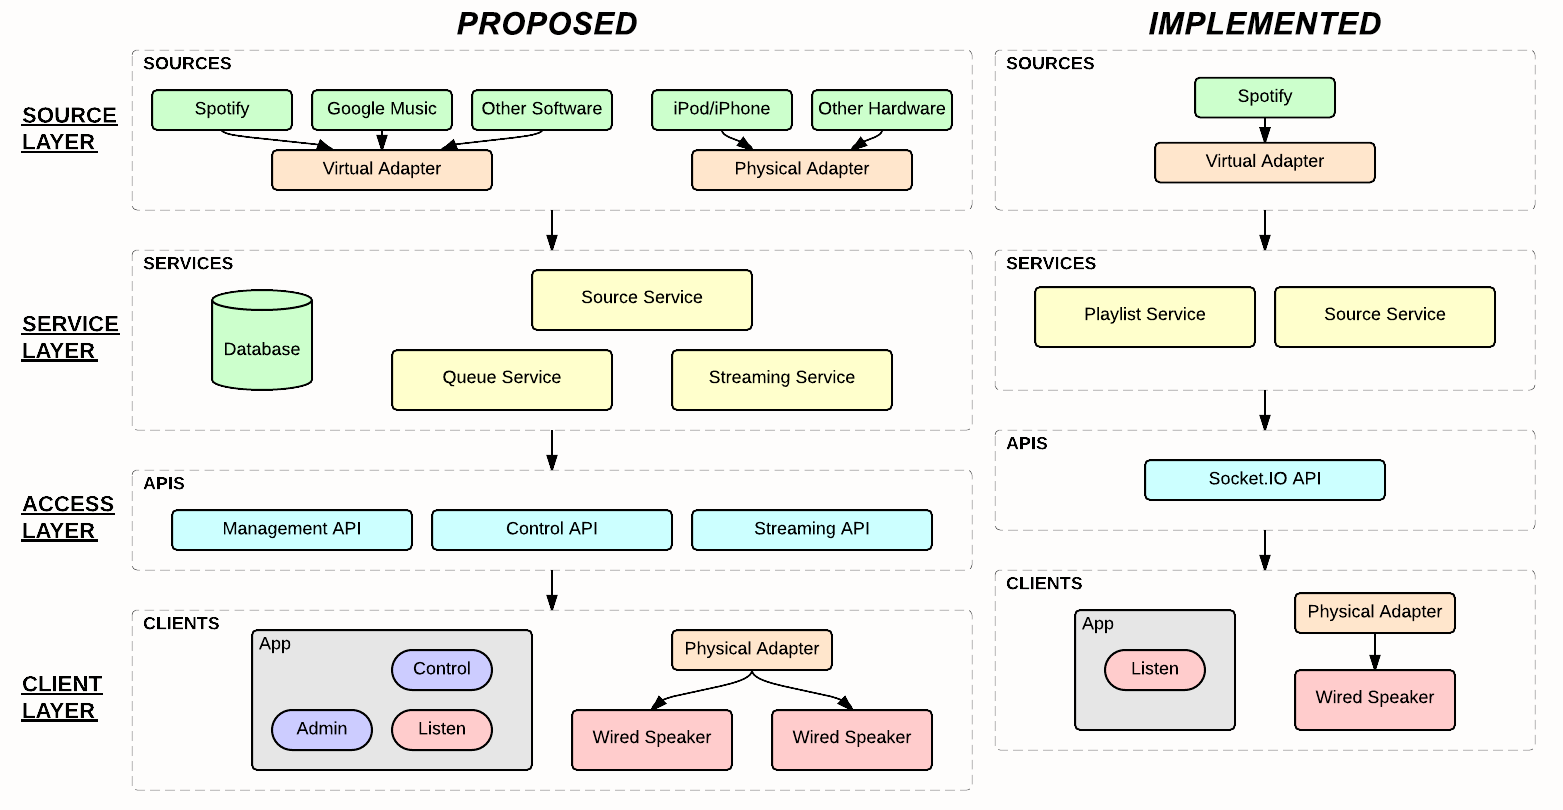 PROPOSED
IMPLEMENTED
SOURCE
LAYER
SOURCES
Spotify
Google Music
Other Software
iPod/iPhone
Other Hardware
Virtual Adapter
Physical Adapter
SOURCES
Spotify
Virtual Adapter
SERVICE
LAYER
SERVICES
Database
Source Service
Queue Service
Streaming Service
SERVICES
Playlist Service
Source Service
ACCESS
LAYER
APIS
Management API
Control API
Streaming API
APIS
Socket.IO API
CLIENT
LAYER
CLIENTS
App
Control
Admin
Listen
Physical Adapter
Wired Speaker
Wired Speaker
CLIENTS
App
Listen
Physical Adapter
Wired Speaker